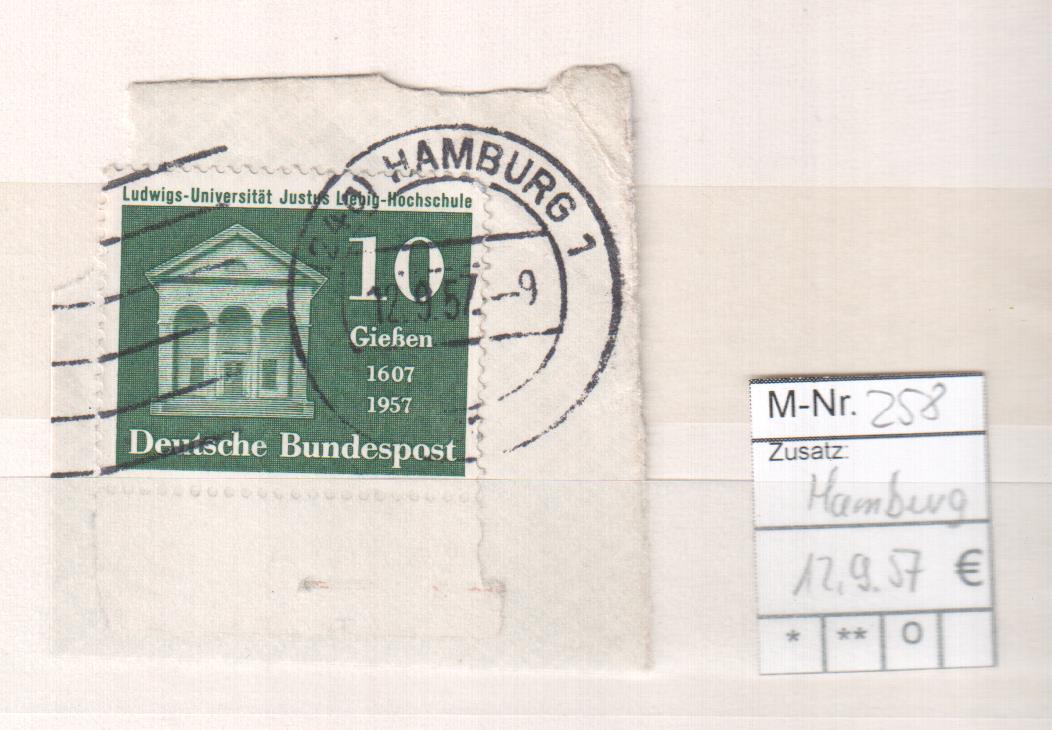 Ludwigs-Universität Justus Liebig-Hochschule
10
Gießen
1607
1957
Deutsche Bundespost
(24a) HAMBURG 1
12.9.57.-9
M-Nr. 258
Zusatz:
Hamburg
12.9.57 €
* ** O